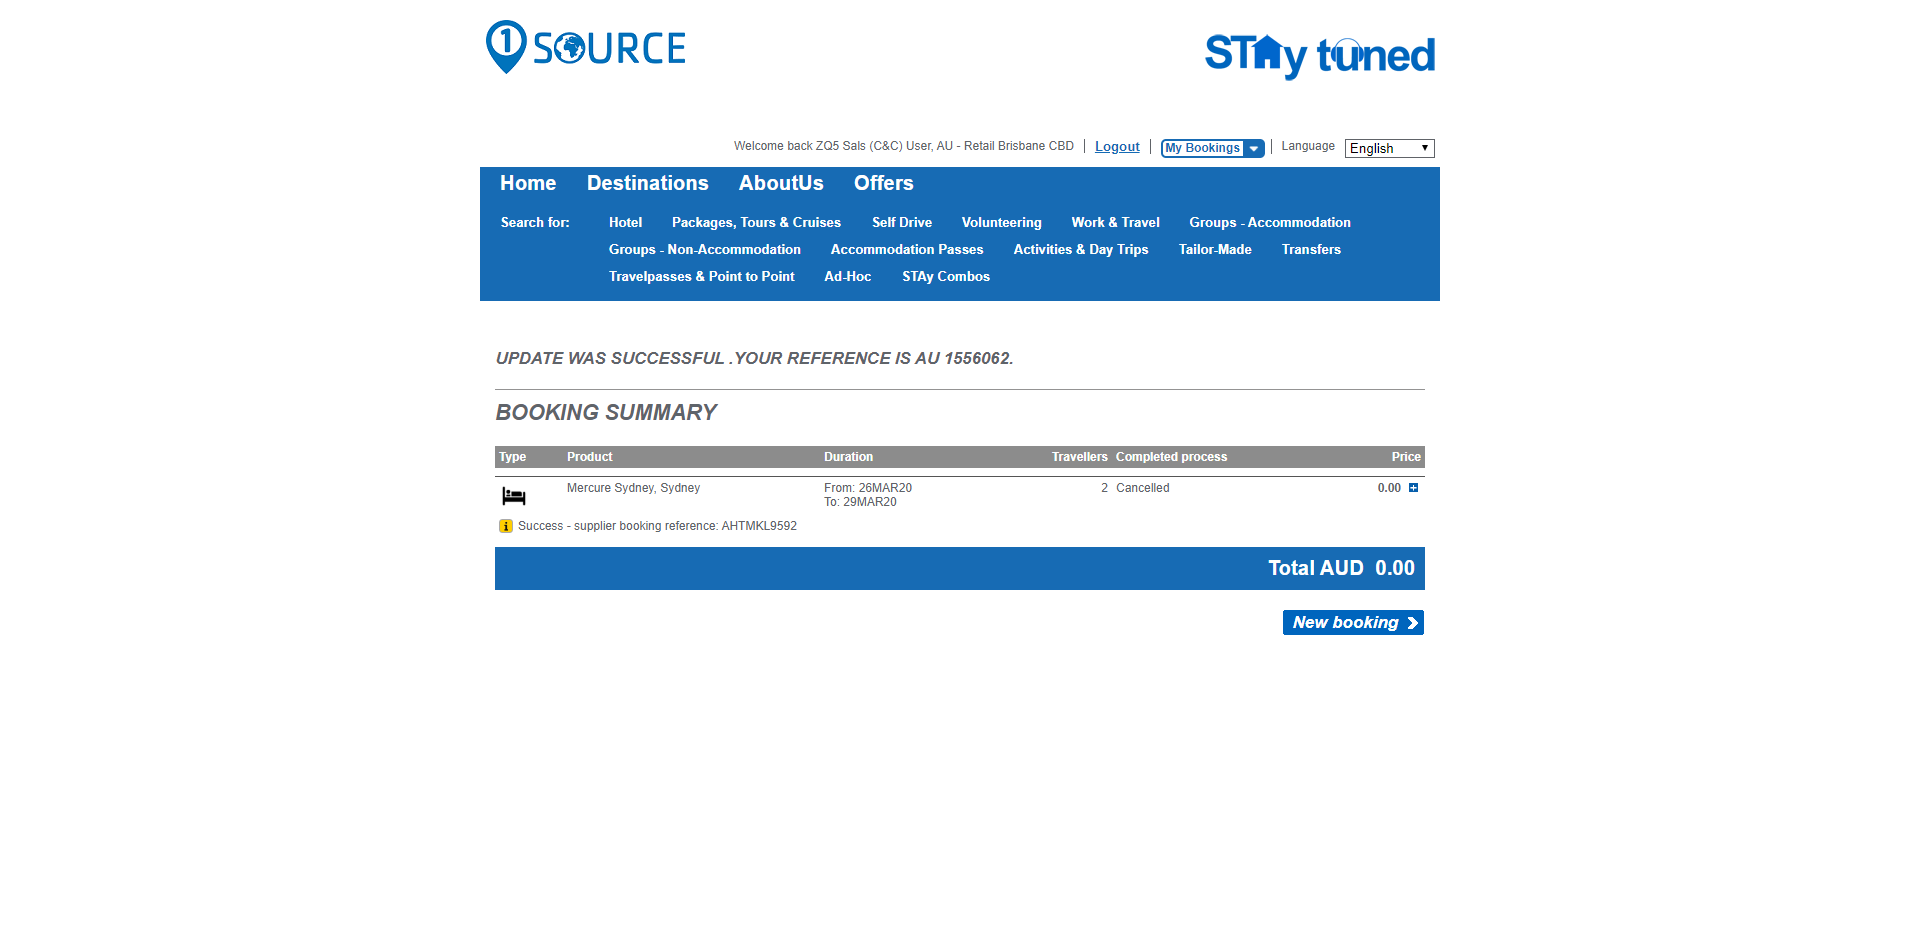 1 SOURCE
STAy tuned
Welcome back ZQ5 Sals (C&C) User, AU - Retail Brisbane CBD Logout My Bookings Language English
Home Destinations AboutUs Offers
Search for: Hotel Packages, Tours & Cruises Self Drive Volunteering Work & Travel Groups - Accommodation
Groups - Non-Accommodation Accommodation Passes Activities & Day Trips Tailor-Made Transfers
Travelpasses & Point to Point Ad-Hoc STAy Combos
UPDATE WAS SUCCESSFUL .YOUR REFERENCE IS AU 1556062.
BOOKING SUMMARY
Type Product Duration Travellers Completed process Price
Mercure Sydney, Sydney From: 26MAR20 2 Cancelled 0.00
To: 29MAR20
Success - supplier booking reference: AHTMKL9592
Total AUD 0.00
New booking